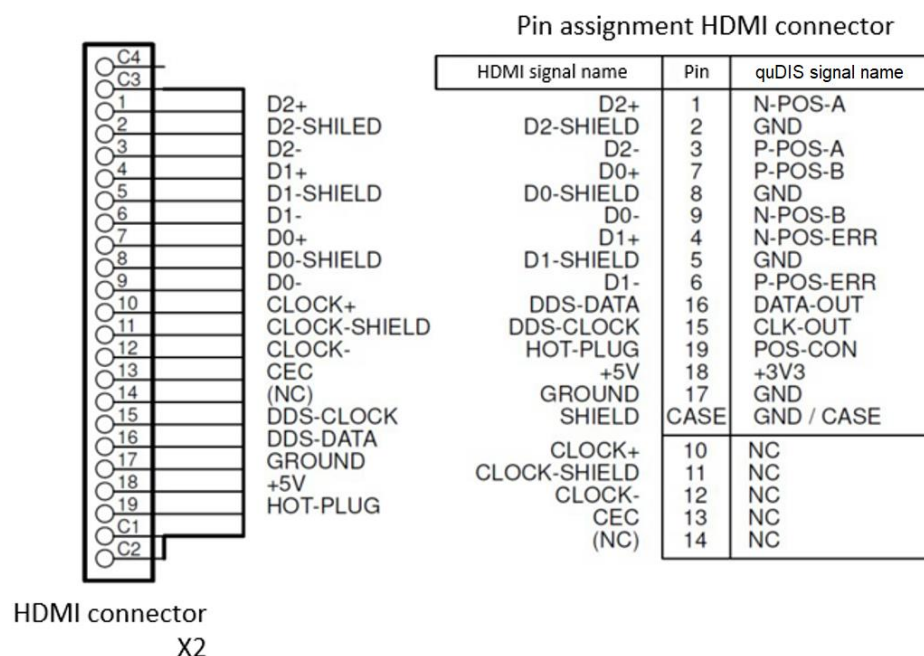 Pin assignment HDMI connector
C4
C3
1 D2+
2 D2-SHILED
3 D2-
4 D1+
5 D1-SHIELD
6 D1-
7 D0+
8 D0-SHIELD
9 D0-
10 CLOCK+
11 CLOCK-SHIELD
12 CLOCK-
13 CEC
14 (NC)
15 DDS-CLOCK
16 DDS-DATA
17 GROUND
18 +5V
19 HOT-PLUG
C1
C2
HDMI connector
X2
HDMI signal name Pin quDIS signal name
D2+ 1 N-POS-A
D2-SHIELD 2 GND
D2- 3 P-POS-A
D0+ 7 P-POS-B
D0-SHIELD 8 GND
D0- 9 N-POS-B
D1+ 4 N-POS-ERR
D1-SHIELD 5 GND
D1- 6 P-POS-ERR
DDS-DATA 16 DATA-OUT
DDS-CLOCK 15 CLK-OUT
HOT-PLUG 19 POS-CON
+5V 18 +3V3
GROUND 17 GND
SHIELD CASE GND / CASE
CLOCK+ 10 NC
CLOCK-SHIELD 11 NC
CLOCK- 12 NC
CEC 13 NC
(NC) 14 NC